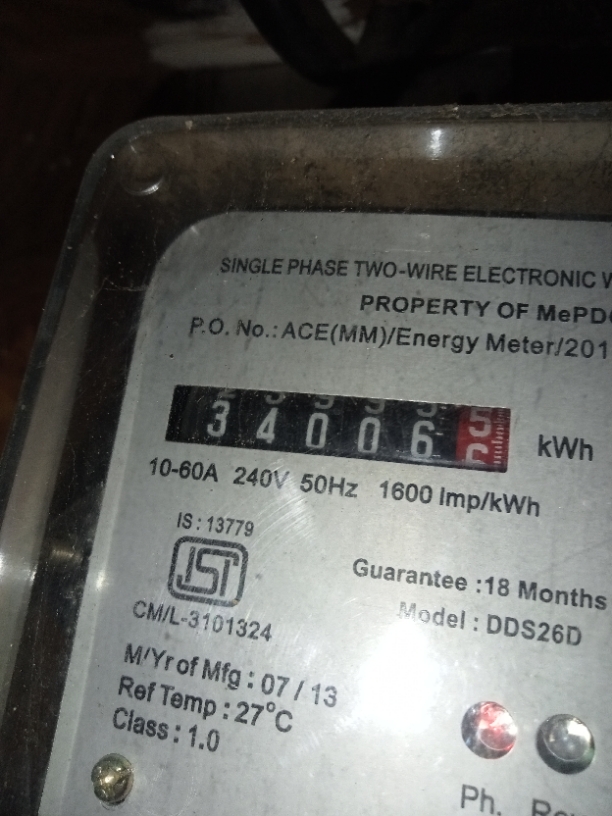 SINGLE PHASE TWO-WIRE ELECTRONIC W
PROPERTY OF MePDC
P.O. No.: ACE(MM)/Energy Meter/201
34006 kWh
10-60A 240V 50Hz 1600 Imp/kWh
IS : 13779
ISI
CM/L-3101324
Guarantee :18 Months
Model : DDS26D
M/Yr of Mfg : 07 / 13
Ref Temp : 27°C
Class : 1.0
Ph.